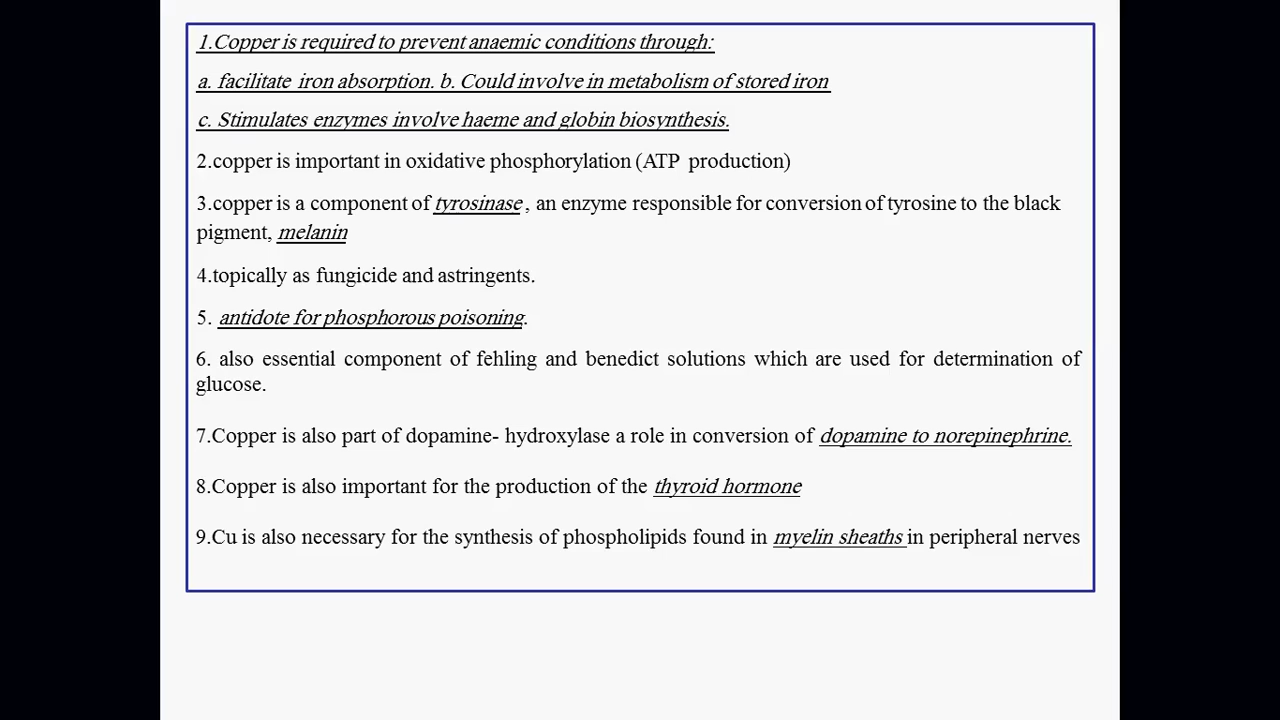 1.Copper is required to prevent anaemic conditions through:
a. facilitate iron absorption. b. Could involve in metabolism of stored iron
c. Stimulates enzymes involve haeme and globin biosynthesis.
2.copper is important in oxidative phosphorylation (ATP production)
3.copper is a component of tyrosinase , an enzyme responsible for conversion of tyrosine to the black
pigment, melanin
4.topically as fungicide and astringents.
5. antidote for phosphorous poisoning.
6. also essential component of fehling and benedict solutions which are used for determination of
glucose.
7.Copper is also part of dopamine- hydroxylase a role in conversion of dopamine to norepinephrine.
8.Copper is also important for the production of the thyroid hormone
9.Cu is also necessary for the synthesis of phospholipids found in myelin sheaths in peripheral nerves